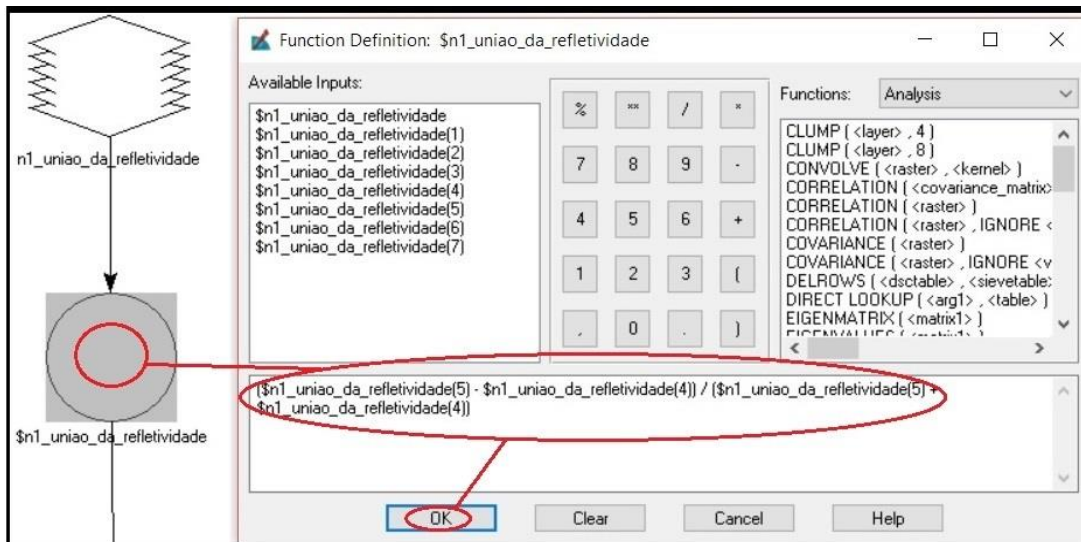 n1_uniao_da_refletividade
$n1_uniao_da_refletividade
Function Definition: $n1_uniao_da_refletividade
Available Inputs:
$n1_uniao_da_refletividade
$n1_uniao_da_refletividade(1)
$n1_uniao_da_refletividade(2)
$n1_uniao_da_refletividade(3)
$n1_uniao_da_refletividade(4)
$n1_uniao_da_refletividade(5)
$n1_uniao_da_refletividade(6)
$n1_uniao_da_refletividade(7)
% ** / *
7 8 9 -
4 5 6 +
1 2 3 (
, 0 . )
Functions: Analysis
CLUMP ( <layer> , 4 )
CLUMP ( <layer> , 8 )
CONVOLVE ( <raster> , <kernel> )
CORRELATION ( <covariance_matrix>
CORRELATION ( <raster> )
CORRELATION ( <raster> , IGNORE <
COVARIANCE ( <raster> )
COVARIANCE ( <raster> , IGNORE <v
DELROWS ( <dsctable> , <sievetable>
DIRECT LOOKUP ( <arg1> , <table> )
EIGENMATRIX ( <matrix1> )
EIGENVALUES ( <matrix1> )
($n1_uniao_da_refletividade(5) - $n1_uniao_da_refletividade(4)) / ($n1_uniao_da_refletividade(5) +
$n1_uniao_da_refletividade(4))
OK Clear Cancel Help